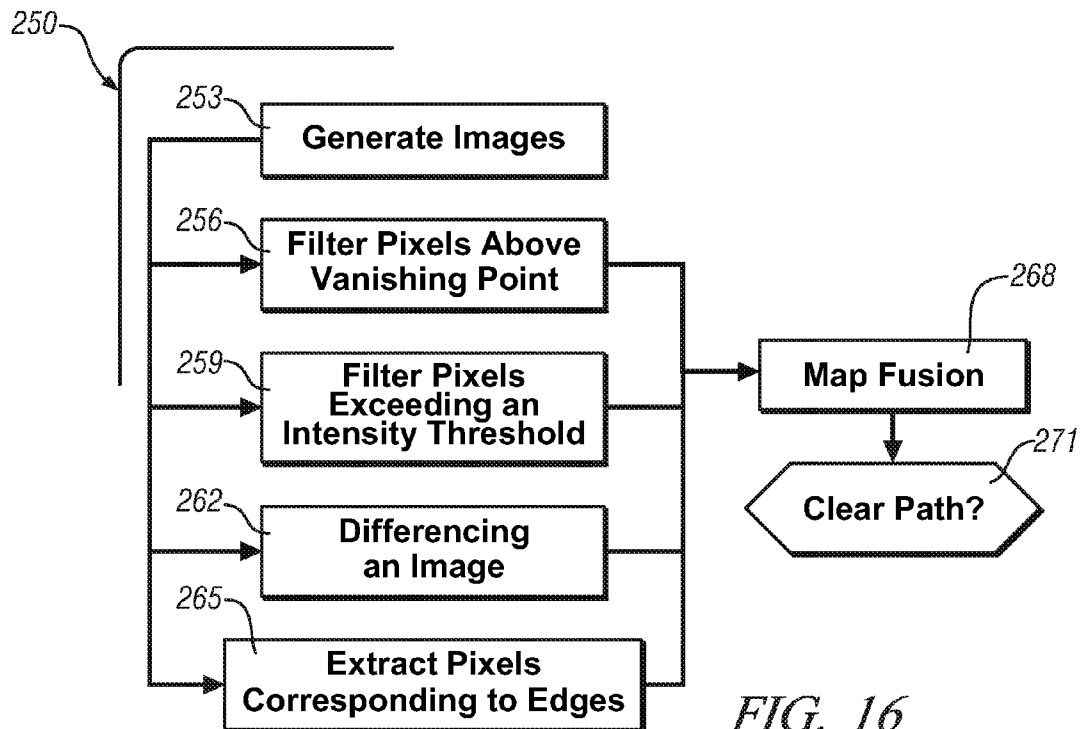 250
253
Generate Images
256
Filter Pixels Above
Vanishing Point
268
259
Filter Pixels
Exceeding an
Intensity Threshold
Map Fusion
271
Clear Path?
262
Differencing
an Image
265
Extract Pixels
Corresponding to Edges
FIG. 16